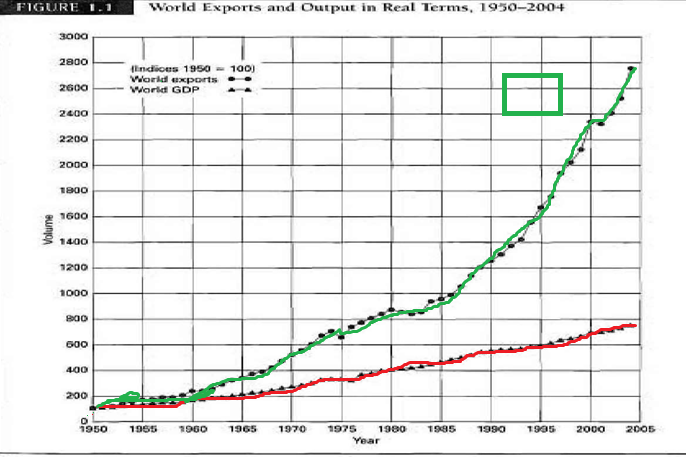 FIGURE 1.1 World Exports and Output in Real Terms, 1950–2004
3000
2800
(Indices 1950 = 100)
World exports
2600
World GDP
2400
2200
2000
1800
1600
Volume
1400
1200
1000
800
600
400
200
0
1950 1955 1960 1965 1970 1975 1980 1985 1990 1995 2000 2005
Year